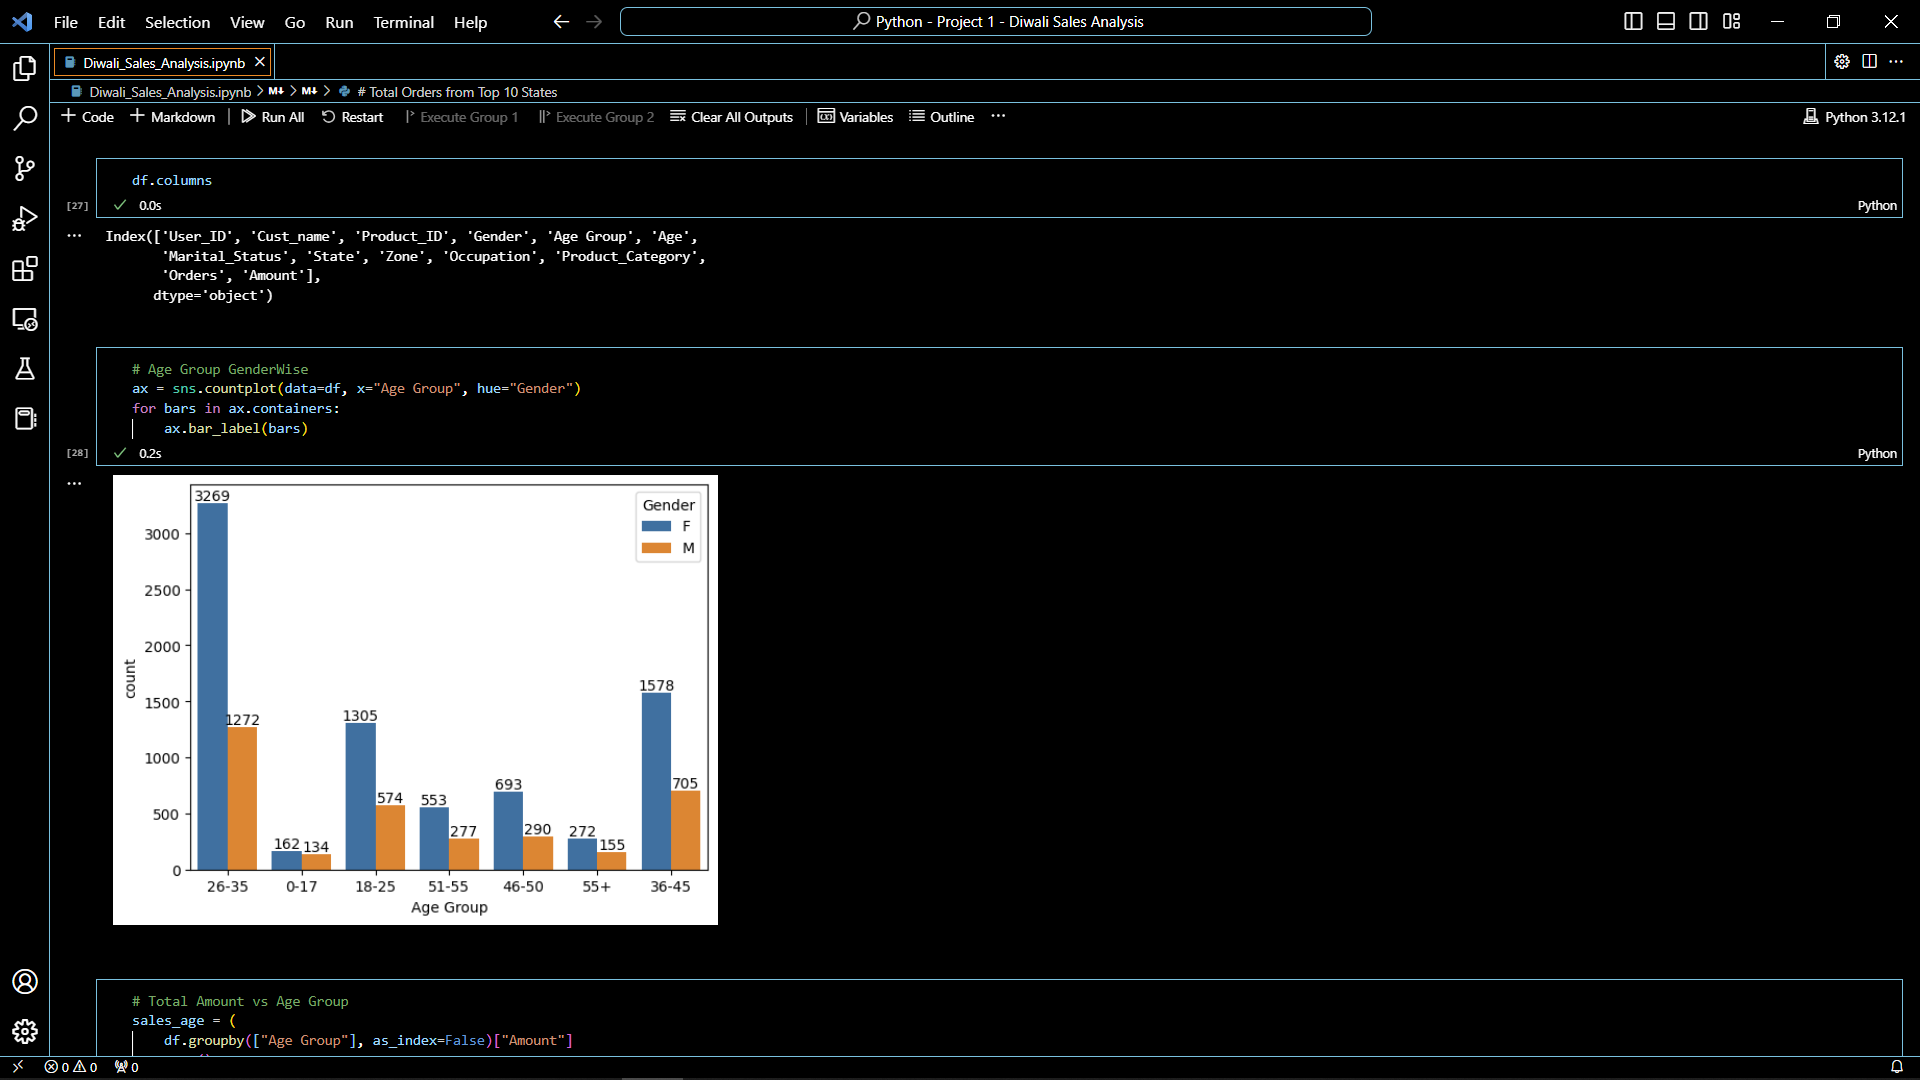 File Edit Selection View Go Run Terminal Help
Python - Project 1 - Diwali Sales Analysis
Diwali_Sales_Analysis.ipynb
Diwali_Sales_Analysis.ipynb > M↓ > M↓ > # Total Orders from Top 10 States
+ Code + Markdown | Run All Restart Execute Group 1 Execute Group 2 Clear All Outputs | Variables Outline ...
Python 3.12.1
df.columns
[27] 0.0s Python
Index(['User_ID', 'Cust_name', 'Product_ID', 'Gender', 'Age Group', 'Age',
'Marital_Status', 'State', 'Zone', 'Occupation', 'Product_Category',
'Orders', 'Amount'],
dtype='object')
# Age Group GenderWise
ax = sns.countplot(data=df, x="Age Group", hue="Gender")
for bars in ax.containers:
ax.bar_label(bars)
[28] 0.2s Python
3269
Gender
F
M
3000
2500
2000
1500
1000
500
0
count
1272
162
134
1305
574
553
277
693
290
272
155
1578
705
26-35 0-17 18-25 51-55 46-50 55+ 36-45
Age Group
# Total Amount vs Age Group
sales_age = (
df.groupby(["Age Group"], as_index=False)["Amount"]
0 0 0